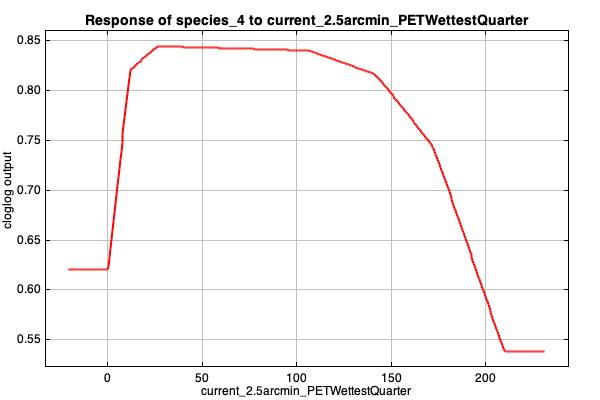 Response of species_4 to current_2.5arcmin_PETWettestQuarter
cloglog output
0.85
0.80
0.75
0.70
0.65
0.60
0.55
0 50 100 150 200
current_2.5arcmin_PETWettestQuarter